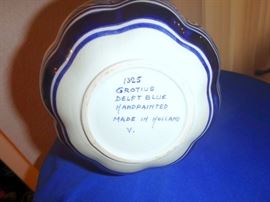 1325
GROTIUS
DELFT BLUE
HANDPAINTED
MADE IN HOLLAND
V.